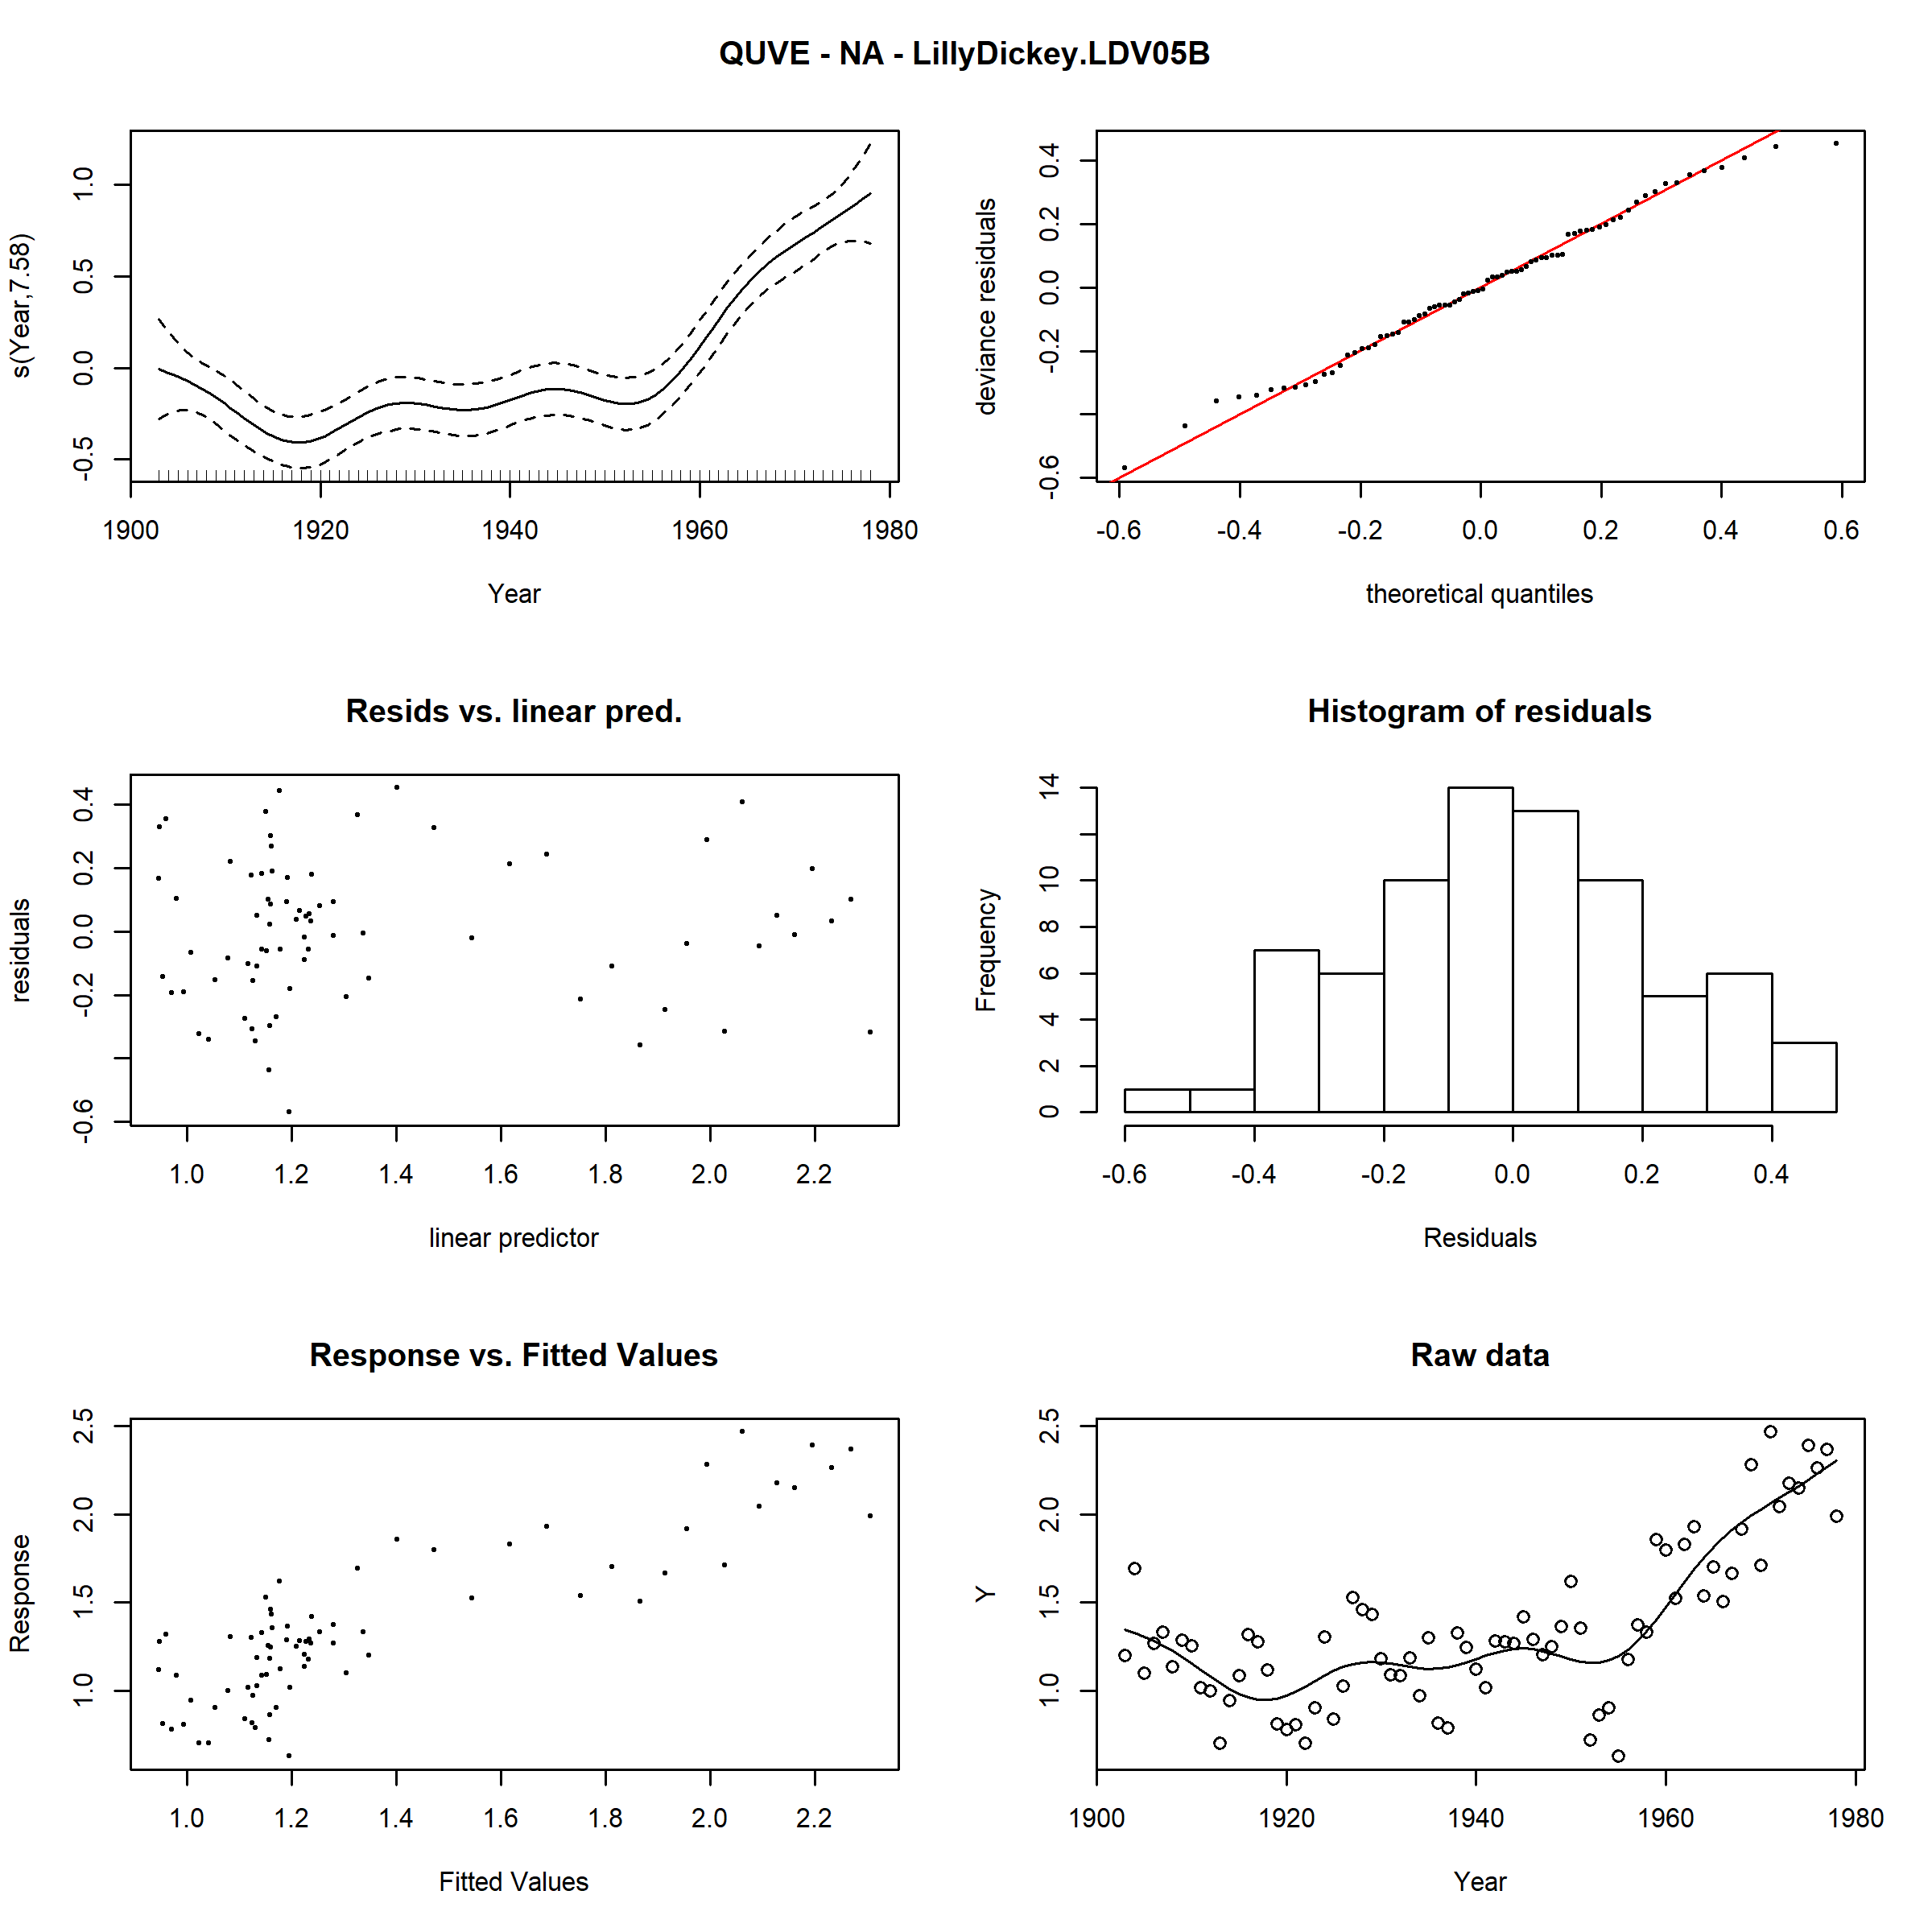 QUVE - NA - LillyDickey.LDV05B
s(Year,7.58)
-0.5 0.0 0.5 1.0
1900 1920 1940 1960 1980
Year
deviance residuals
-0.6 -0.2 0.0 0.2 0.4
-0.6 -0.4 -0.2 0.0 0.2 0.4 0.6
theoretical quantiles
Resids vs. linear pred.
residuals
-0.6 -0.2 0.0 0.2 0.4
1.0 1.2 1.4 1.6 1.8 2.0 2.2
linear predictor
Histogram of residuals
Frequency
0 2 4 6 8 10 14
-0.6 -0.4 -0.2 0.0 0.2 0.4
Residuals
Response vs. Fitted Values
Response
1.0 1.5 2.0 2.5
1.0 1.2 1.4 1.6 1.8 2.0 2.2
Fitted Values
Raw data
Y
1.0 1.5 2.0 2.5
1900 1920 1940 1960 1980
Year